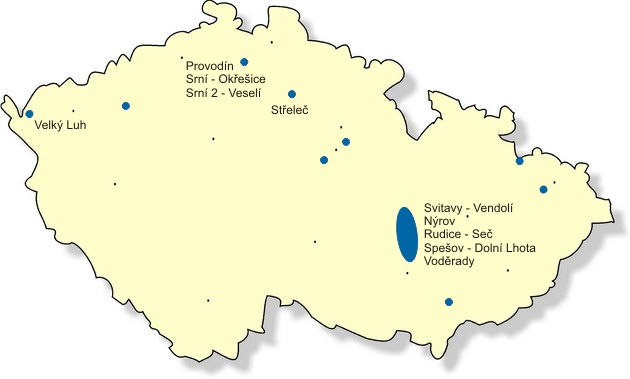 Provodín
Srní - Okřešice
Srní 2 - Veselí
Střeleč
Velký Luh
Svitavy - Vendolí
Nýrov
Rudice - Seč
Spešov - Dolní Lhota
Voděrady